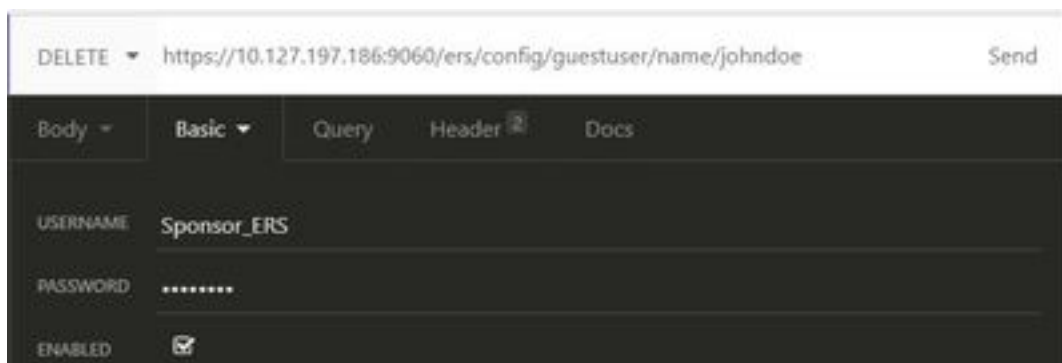 DELETE https://10.127.197.186:9060/ers/config/guestuser/name/johndoe Send
Body Basic Query Header 2 Docs
USERNAME Sponsor_ERS
PASSWORD ••••••••
ENABLED